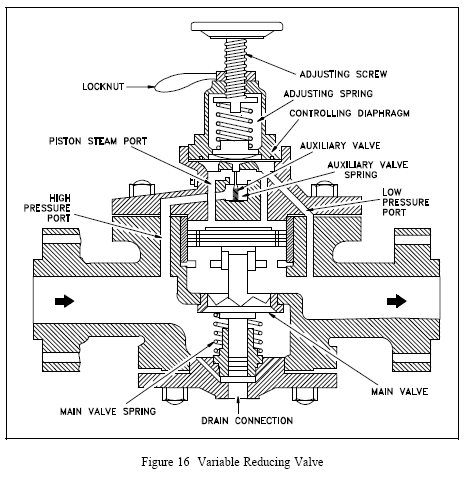 ADJUSTING SCREW
LOCKNUT
ADJUSTING SPRING
CONTROLLING DIAPHRAGM
PISTON STEAM PORT
AUXILIARY VALVE
AUXILIARY VALVE
SPRING
HIGH
PRESSURE
PORT
LOW
PRESSURE
PORT
MAIN VALVE
MAIN VALVE SPRING
DRAIN CONNECTION
Figure 16 Variable Reducing Valve